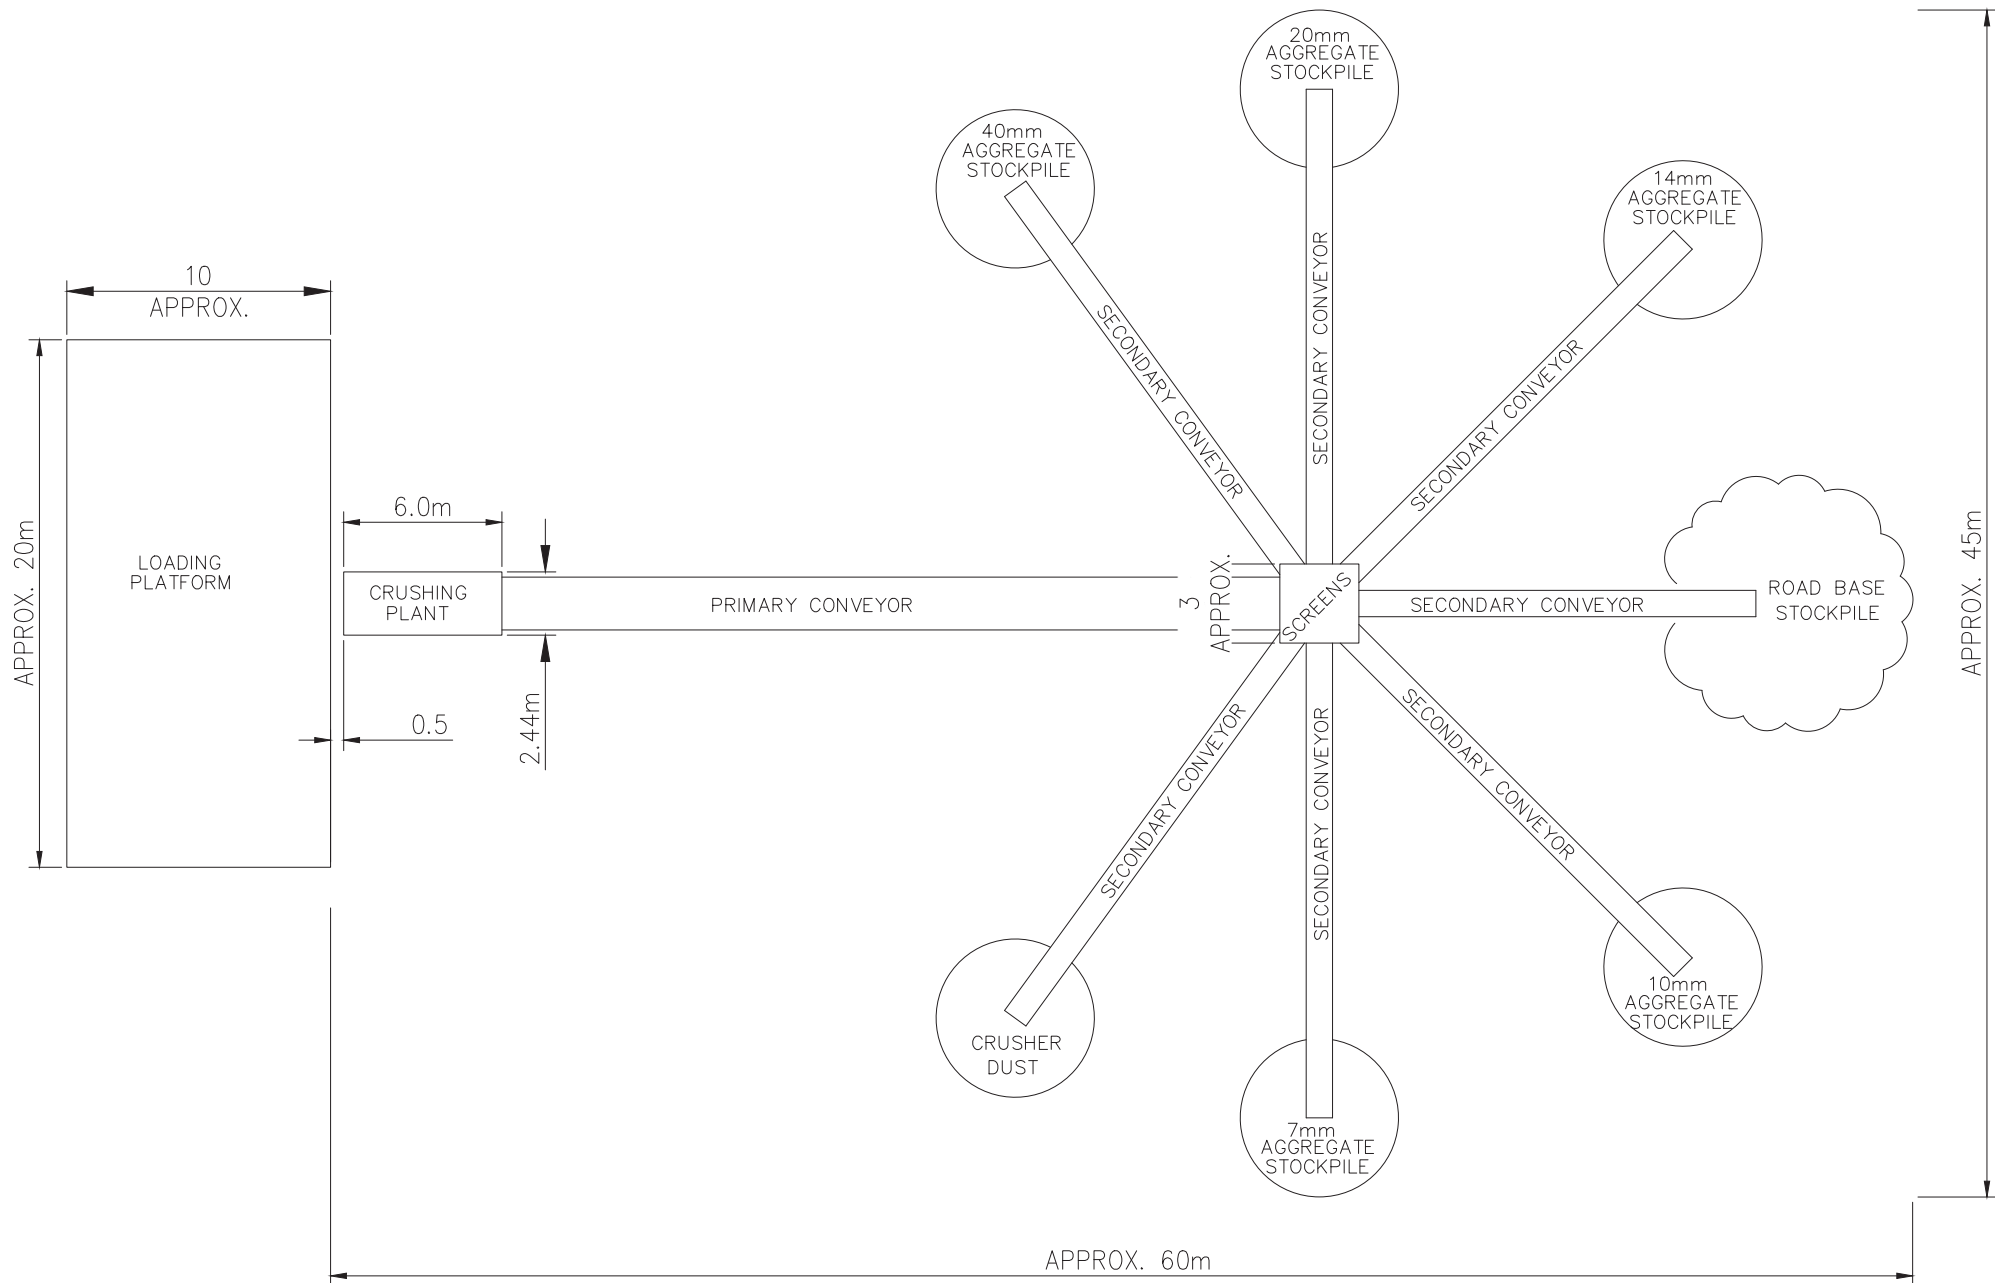 20mm
AGGREGATE
STOCKPILE
40mm
AGGREGATE
STOCKPILE
14mm
AGGREGATE
STOCKPILE
10
APPROX.
SECONDARY CONVEYOR
SECONDARY CONVEYOR
SECONDARY CONVEYOR
APPROX. 20m
LOADING
PLATFORM
6.0m
CRUSHING
PLANT
PRIMARY CONVEYOR
3
APPROX.
SCREENS
SECONDARY CONVEYOR
ROAD BASE
STOCKPILE
APPROX. 45m
0.5
2.44m
SECONDARY CONVEYOR
SECONDARY CONVEYOR
SECONDARY CONVEYOR
10mm
AGGREGATE
STOCKPILE
CRUSHER
DUST
7mm
AGGREGATE
STOCKPILE
APPROX. 60m